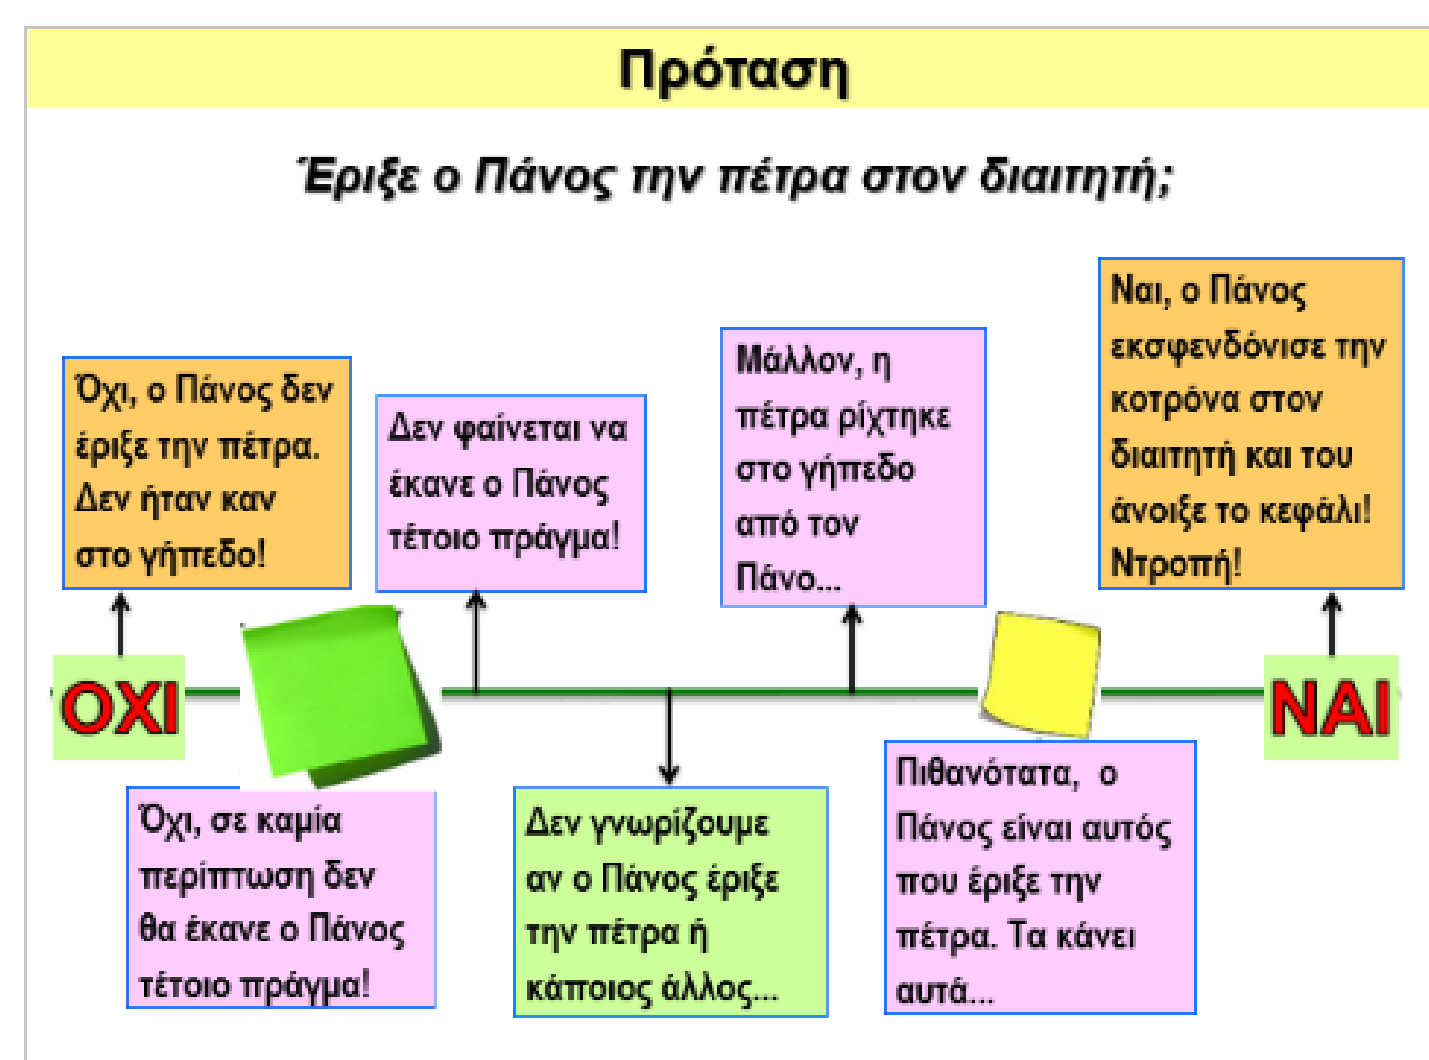 Πρόταση
Έριξε ο Πάνος την πέτρα στον διαιτητή;
Όχι, ο Πάνος δεν
έριξε την πέτρα.
Δεν ήταν καν
στο γήπεδο!
Δεν φαίνεται να
έκανε ο Πάνος
τέτοιο πράγμα!
Μάλλον, η
πέτρα ρίχτηκε
στο γήπεδο
από τον
Πάνο...
Ναι, ο Πάνος
εκσφενδόνισε την
κοτρόνα στον
διαιτητή και του
άνοιξε το κεφάλι!
Ντροπή!
ΟΧΙ
ΝΑΙ
Όχι, σε καμία
περίπτωση δεν
θα έκανε ο Πάνος
τέτοιο πράγμα!
Δεν γνωρίζουμε
αν ο Πάνος έριξε
την πέτρα ή
κάποιος άλλος...
Πιθανότατα, ο
Πάνος είναι αυτός
που έριξε την
πέτρα. Τα κάνει
αυτά...